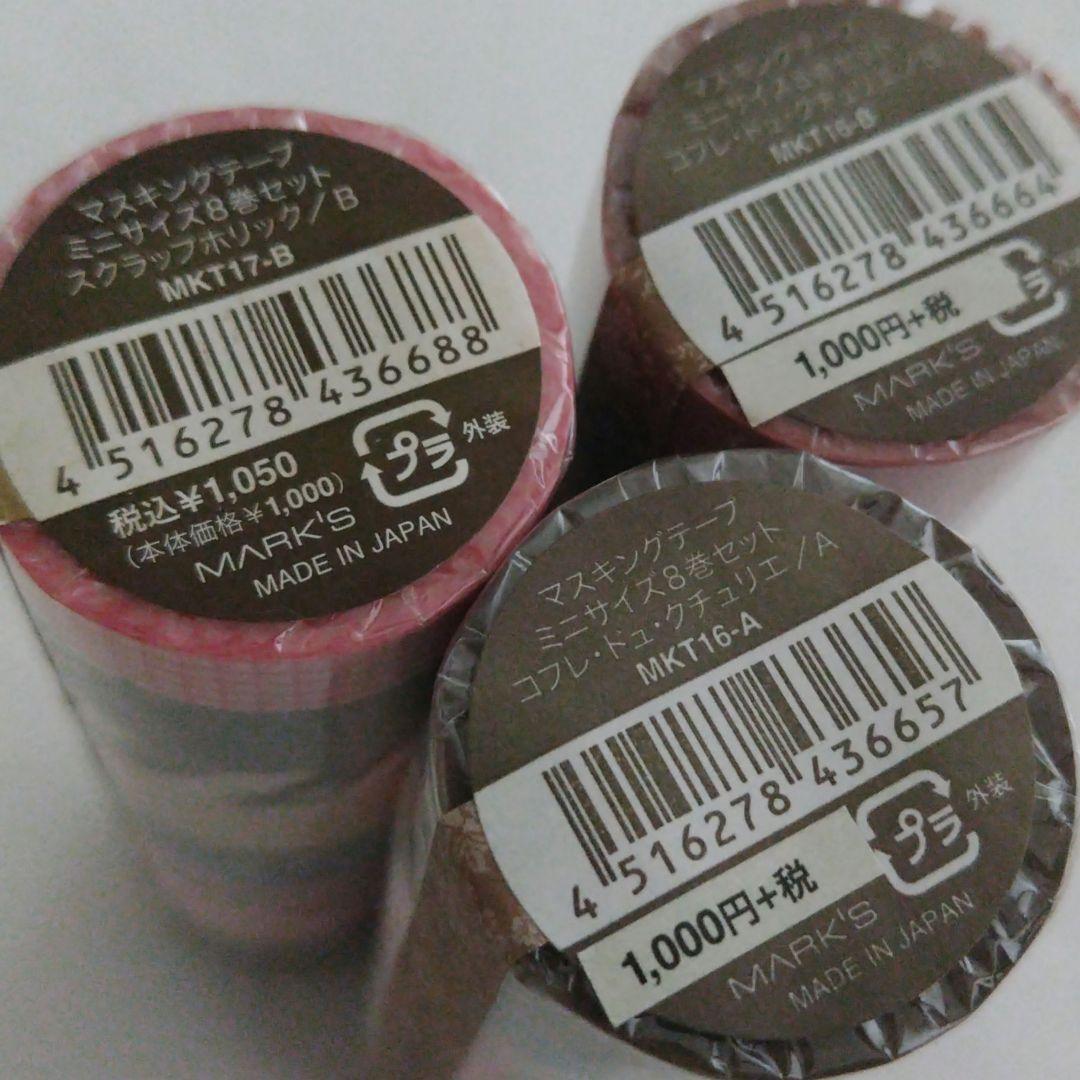 マスキングテープ
ミニサイズ8巻セット
スクラップホリック/B
MKT17-B
4 516278 436688
プラ 外装
税込¥1,050
(本体価格¥1,000)
MARK'S
MADE IN JAPAN
マスキングテープ
ミニサイズ8巻セット
コフレ・ドュ・クチュリエ/B
MKT16-B
4 516278 436664
1,000円+税
プラ
MARK'S
MADE IN JAPAN
マスキングテープ
ミニサイズ8巻セット
コフレ・ドュ・クチュリエ/A
MKT16-A
4 516278 436657
プラ 外装
1,000円+税
MARK'S
MADE IN JAPAN